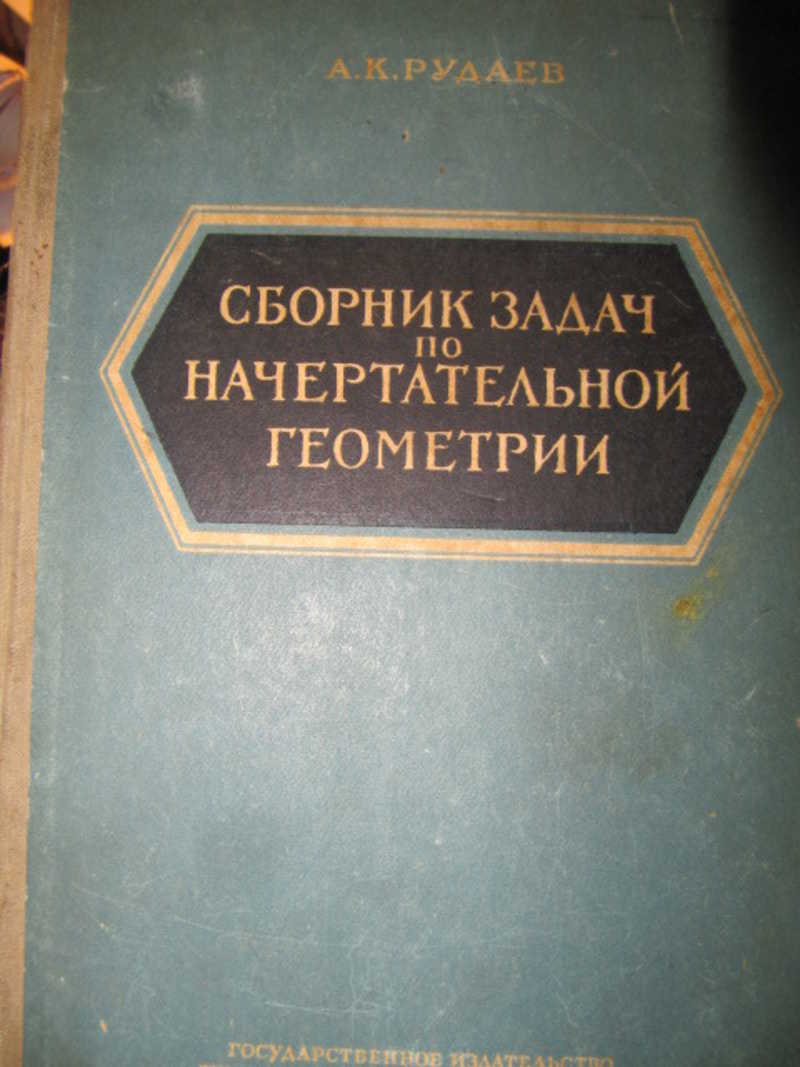 А.К.РУДАЕВ
СБОРНИК ЗАДАЧ
ПО
НАЧЕРТАТЕЛЬНОЙ
ГЕОМЕТРИИ
ГОСУДАРСТВЕННОЕ ИЗДАТЕЛЬСТВО